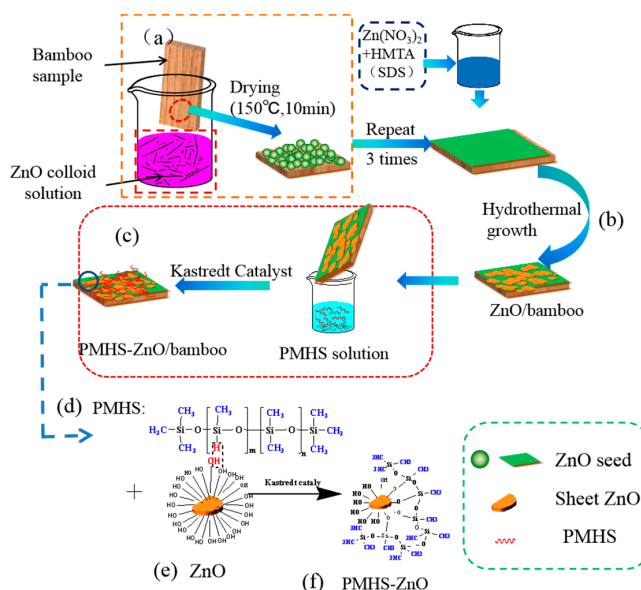 (a)
Bamboo
sample
Drying
(150℃,10min)
ZnO colloid
solution
Zn(NO3)2
+HMTA
(SDS)
Repeat
3 times
(b)
Hydrothermal
growth
ZnO/bamboo
(c)
Kastredt Catalyst
PMHS solution
PMHS-ZnO/bamboo
(d) PMHS:
CH3 CH3 CH3 CH3
H3C Si O Si O Si O Si CH3
CH3 H m CH3 n CH3
OH
+
Kastredt cataly
(e) ZnO
(f) PMHS-ZnO
ZnO seed
Sheet ZnO
PMHS